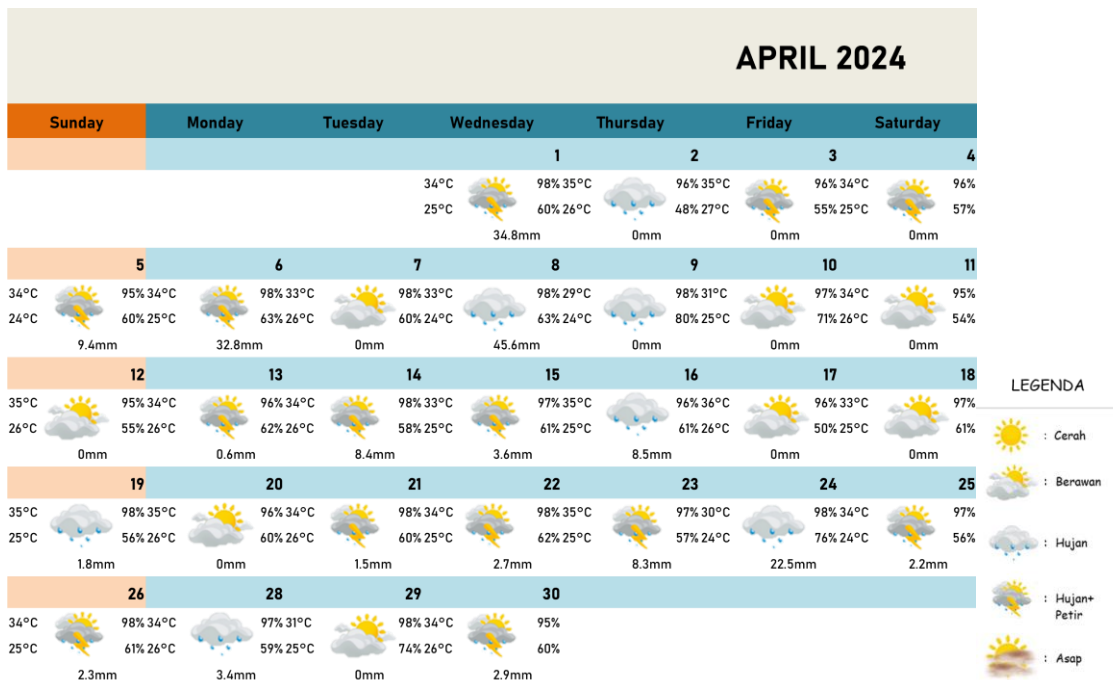 APRIL 2024
Sunday Monday Tuesday Wednesday Thursday Friday Saturday
1 2 3 4
34°C 98% 35°C 96% 35°C 96% 34°C 96%
25°C 60% 26°C 48% 27°C 55% 25°C 57%
34.8mm 0mm 0mm 0mm
5 6 7 8 9 10 11
34°C 95% 34°C 98% 33°C 98% 33°C 98% 29°C 98% 31°C 97% 34°C 95%
24°C 60% 25°C 63% 26°C 60% 24°C 63% 24°C 80% 25°C 71% 26°C 54%
9.4mm 32.8mm 0mm 45.6mm 0mm 0mm 0mm
12 13 14 15 16 17 18
35°C 95% 34°C 96% 34°C 98% 33°C 97% 35°C 96% 36°C 96% 33°C 97%
26°C 55% 26°C 62% 26°C 58% 25°C 61% 25°C 61% 26°C 50% 25°C 61%
0mm 0.6mm 8.4mm 3.6mm 8.5mm 0mm 0mm
19 20 21 22 23 24 25
35°C 98% 35°C 96% 34°C 98% 34°C 98% 35°C 97% 30°C 98% 34°C 97%
25°C 56% 26°C 60% 26°C 60% 25°C 62% 25°C 57% 24°C 76% 24°C 56%
1.8mm 0mm 1.5mm 2.7mm 8.3mm 22.5mm 2.2mm
26 28 29 30
34°C 98% 34°C 97% 31°C 98% 34°C 95%
25°C 61% 26°C 59% 25°C 74% 26°C 60%
2.3mm 3.4mm 0mm 2.9mm
LEGENDA
: Cerah
: Berawan
: Hujan
: Hujan+
Petir
: Asap